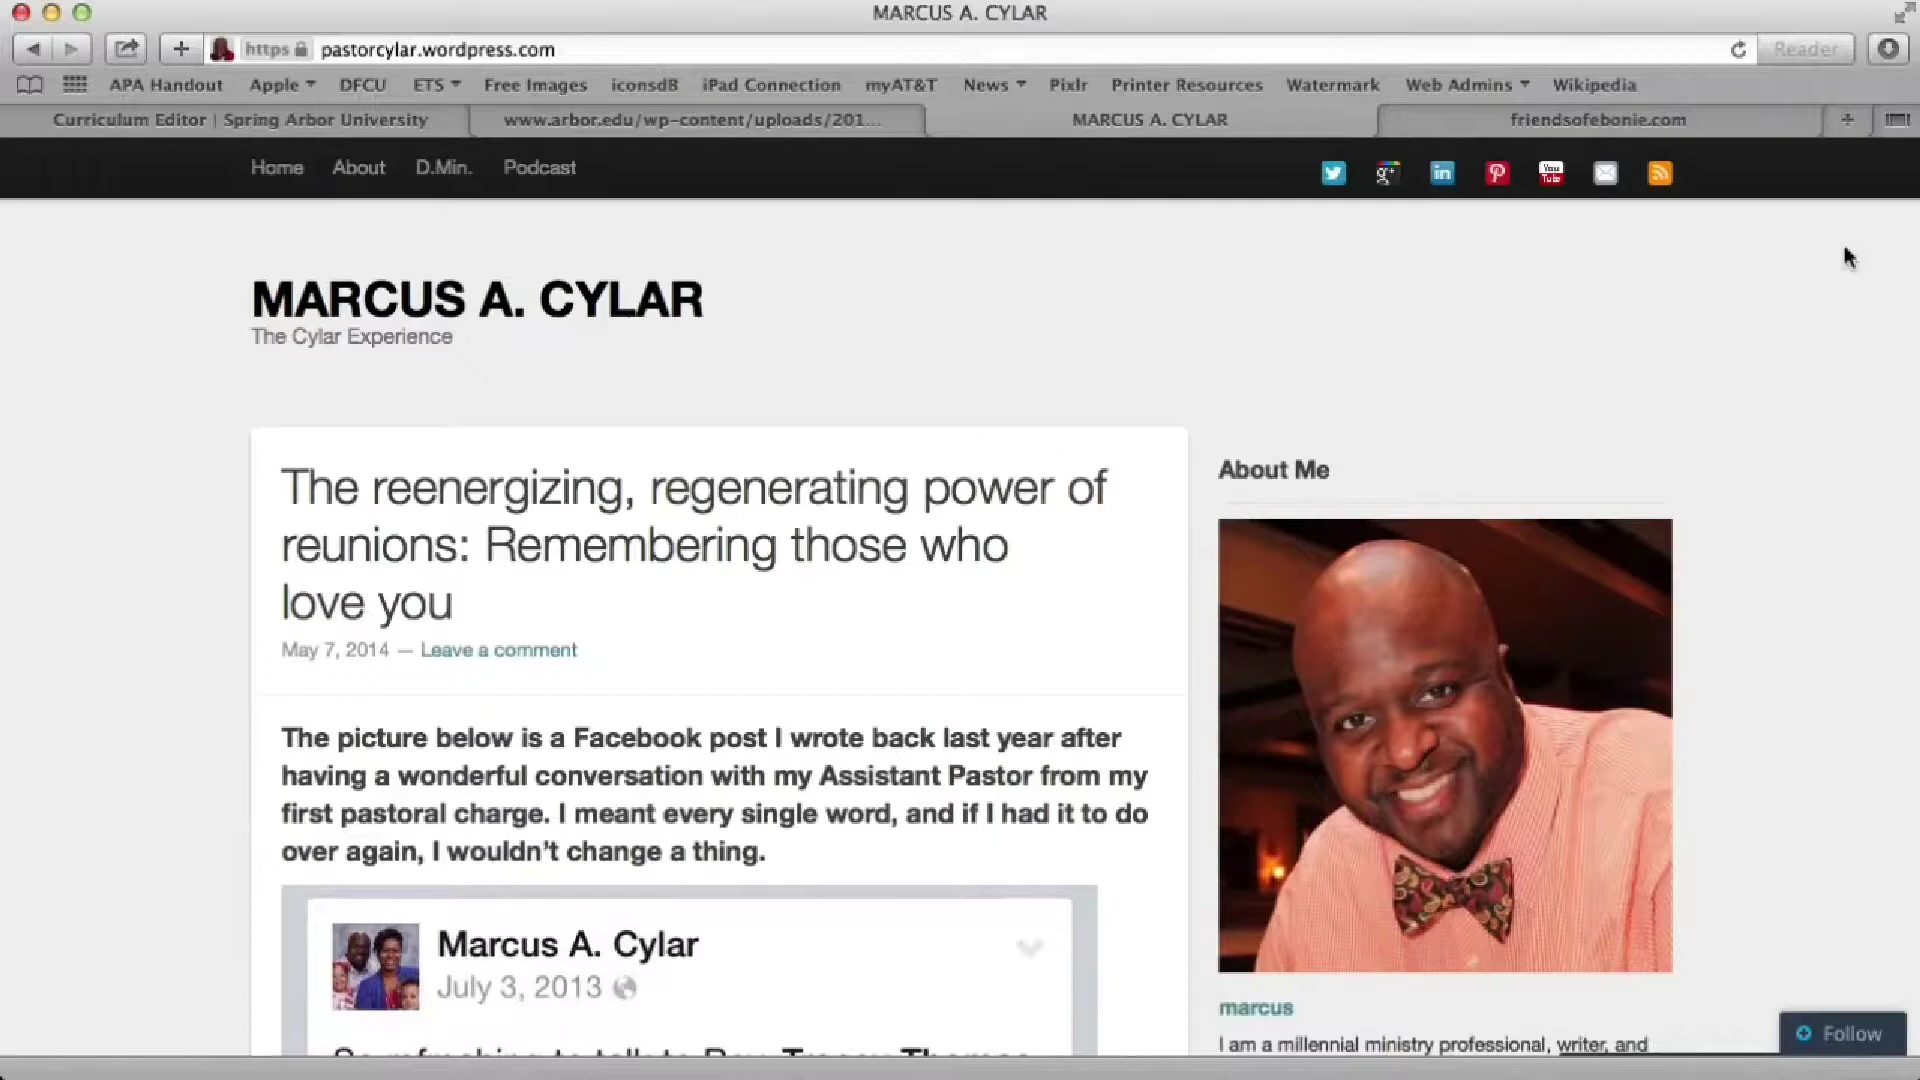 MARCUS A. CYLAR
https pastorcylar.wordpress.com
Reader
APA Handout Apple DFCU ETS Free Images iconsdB iPad Connection myAT&T News Pixlr Printer Resources Watermark Web Admins Wikipedia
Curriculum Editor | Spring Arbor University www.arbor.edu/wp-content/uploads/201... MARCUS A. CYLAR friendsofebonie.com
Home About D.Min. Podcast
g+ in You Tube
MARCUS A. CYLAR
The Cylar Experience
The reenergizing, regenerating power of
reunions: Remembering those who
love you
May 7, 2014 — Leave a comment
The picture below is a Facebook post I wrote back last year after
having a wonderful conversation with my Assistant Pastor from my
first pastoral charge. I meant every single word, and if I had it to do
over again, I wouldn't change a thing.
Marcus A. Cylar
July 3, 2013
About Me
marcus
I am a millennial ministry professional, writer, and
Follow